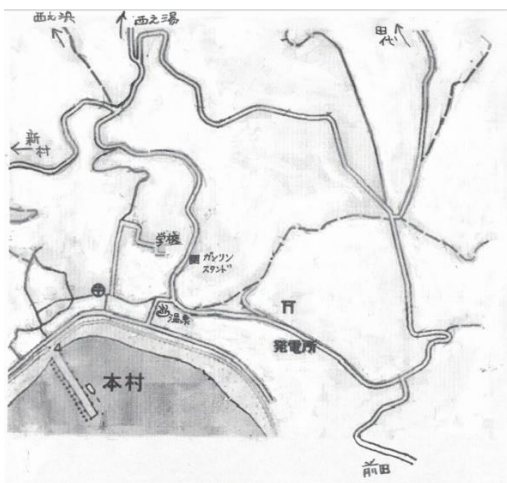 西之浜
西之湯
田代
新村
学校
ガソリン
スタンド
温泉
発電所
本村
前田